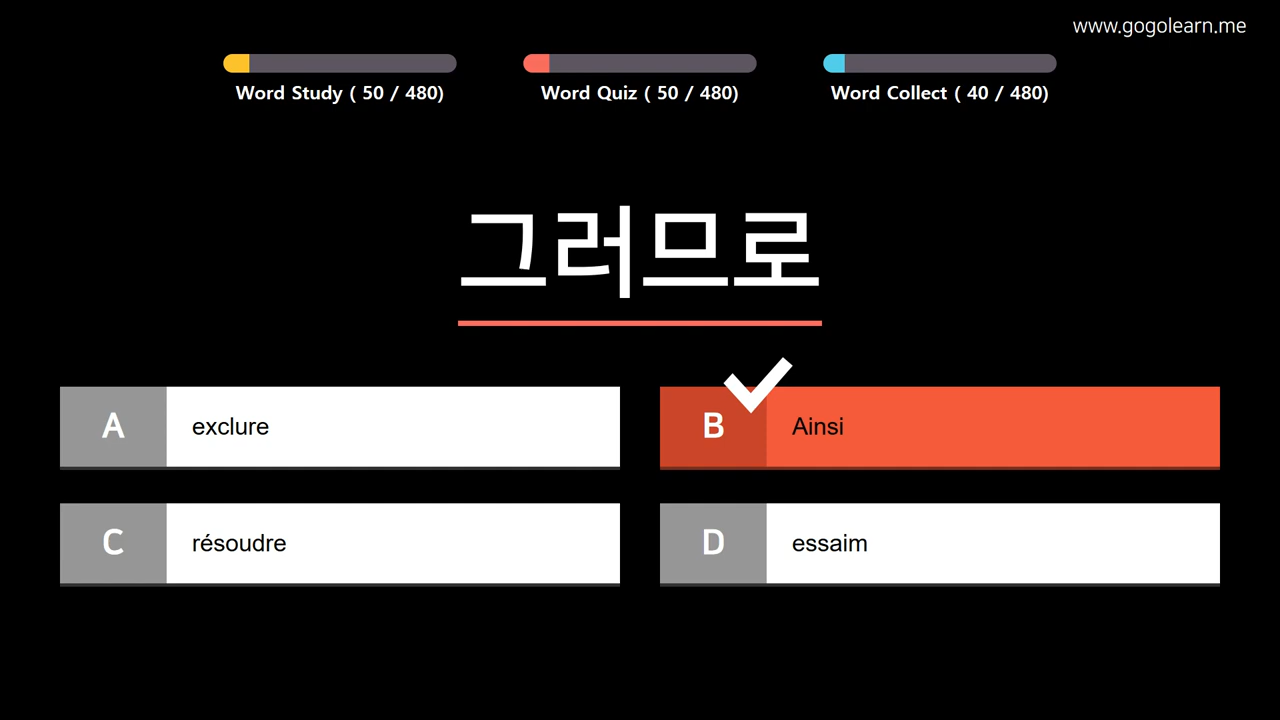 www.gogolearn.me
Word Study ( 50 / 480)
Word Quiz ( 50 / 480)
Word Collect ( 40 / 480)
그러므로
A exclure
B Ainsi
C résoudre
D essaim